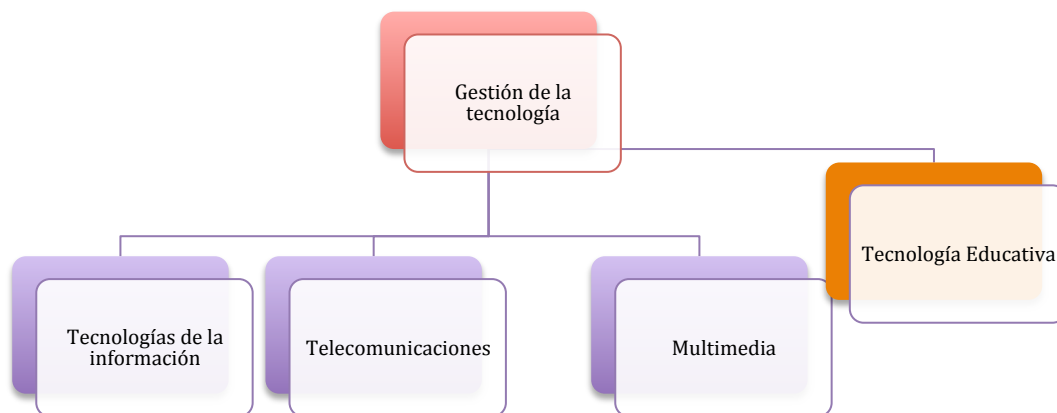 Gestión de la
tecnología
Tecnología Educativa
Tecnologías de la
información
Telecomunicaciones
Multimedia